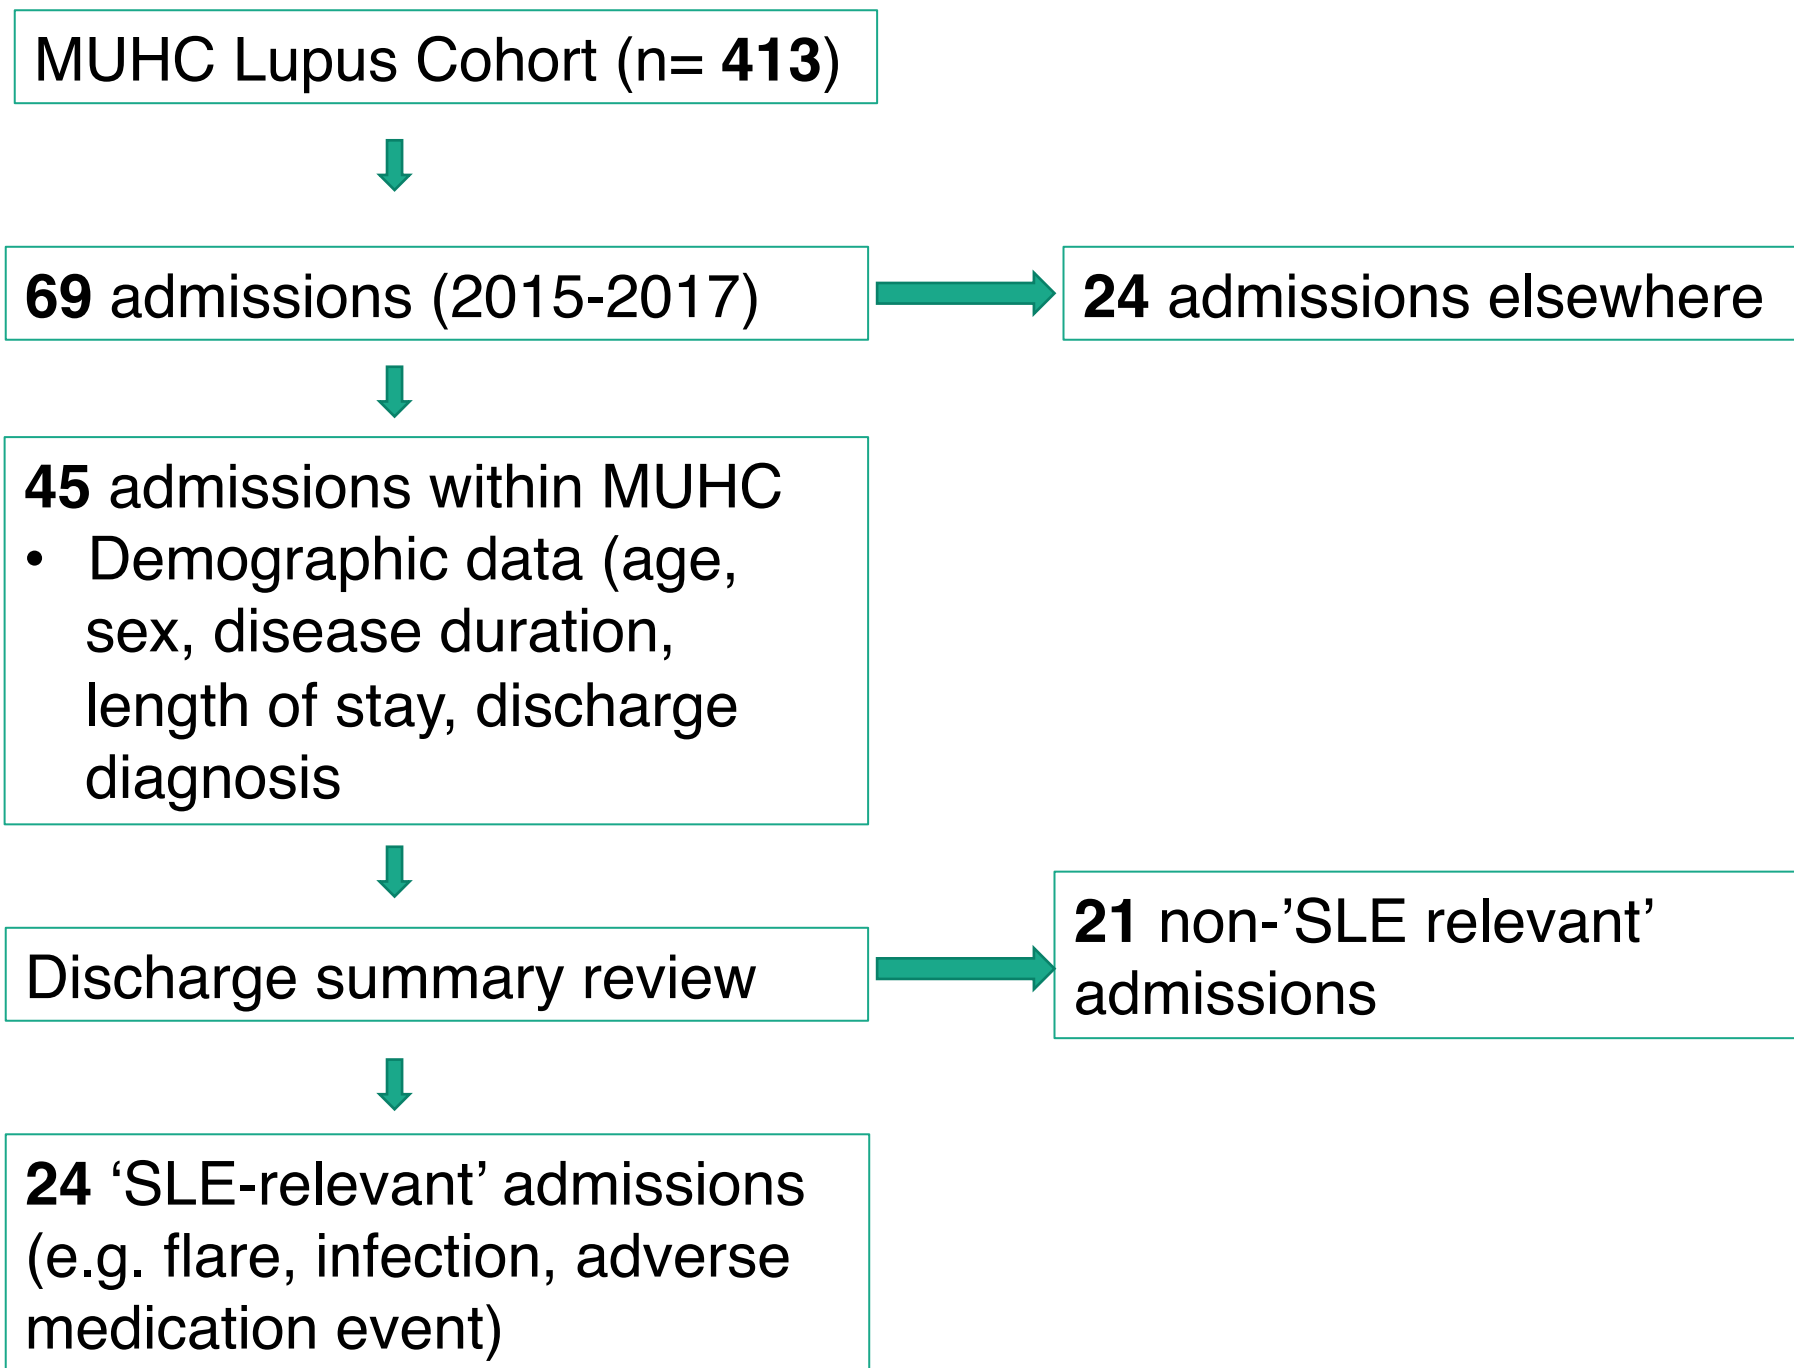 MUHC Lupus Cohort (n= 413)
69 admissions (2015-2017)
24 admissions elsewhere
45 admissions within MUHC
• Demographic data (age,
sex, disease duration,
length of stay, discharge
diagnosis
Discharge summary review
21 non-’SLE relevant’
admissions
24 ‘SLE-relevant’ admissions
(e.g. flare, infection, adverse
medication event)